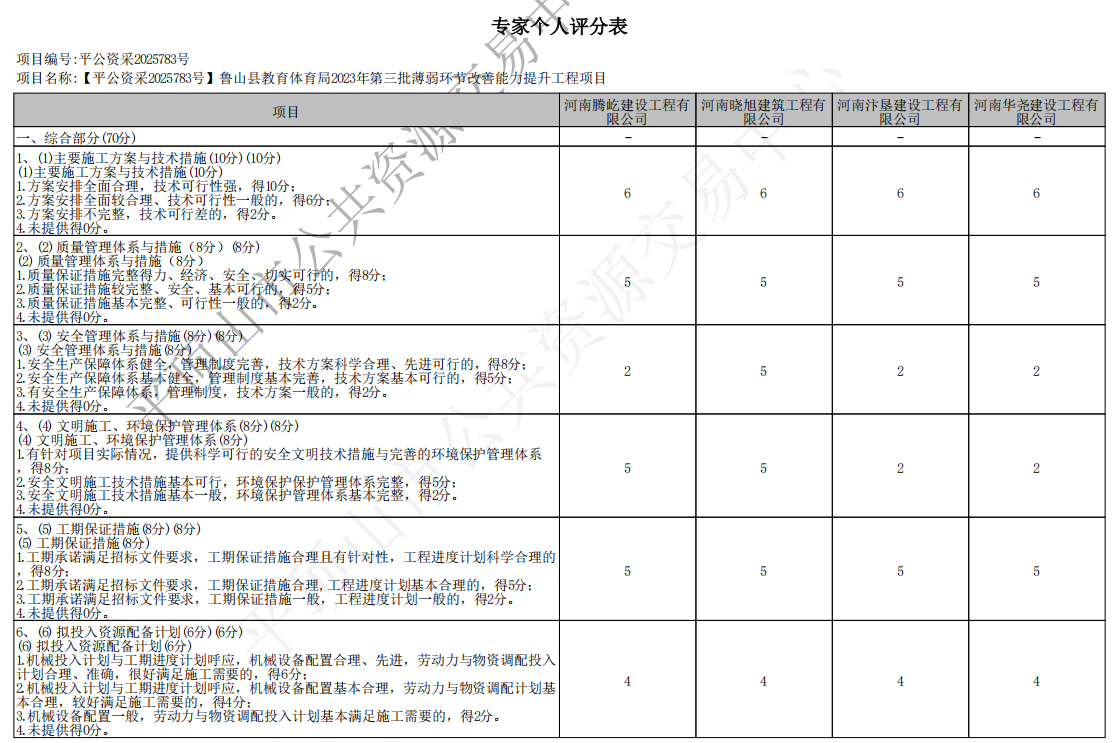 专家个人评分表
项目编号:平公资采2025783号
项目名称:【平公资采2025783号】鲁山县教育体育局2023年第三批薄弱环节改善能力提升工程项目
项目 河南腾屹建设工程有限公司 河南晓旭建筑工程有限公司 河南汴垦建设工程有限公司 河南华尧建设工程有限公司
一、综合部分(70分) - - - -
1、(1)主要施工方案与技术措施(10分)(10分)
(1)主要施工方案与技术措施(10分)
1.方案安排全面合理，技术可行性强，得10分；
2.方案安排全面较合理、技术可行性一般的，得6分；
3.方案安排不完整，技术可行差的，得2分。
4.未提供得0分。
6 6 6 6
2、(2)质量管理体系与措施（8分）(8分)
(2)质量管理体系与措施（8分）
1.质量保证措施完整得力、经济、安全、切实可行的，得8分；
2.质量保证措施较完整、安全、基本可行的，得5分；
3.质量保证措施基本完整、可行性一般的，得2分。
4.未提供得0分。
5 5 5 5
3、(3)安全管理体系与措施(8分)(8分)
(3)安全管理体系与措施(8分)
1.安全生产保障体系健全，管理制度完善，技术方案科学合理、先进可行的，得8分；
2.安全生产保障体系基本健全，管理制度基本完善，技术方案基本可行的，得5分；
3.有安全生产保障体系，管理制度，技术方案一般的，得2分。
4.未提供得0分。
2 5 2 2
4、(4)文明施工、环境保护管理体系(8分)(8分)
(4)文明施工、环境保护管理体系(8分)
1.有针对项目实际情况，提供科学可行的安全文明技术措施与完善的环境保护管理体系
，得8分；
2.安全文明施工技术措施基本可行，环境保护保护管理体系完整，得5分；
3.安全文明施工技术措施基本一般，环境保护管理体系基本完整，得2分。
4.未提供得0分。
5 5 2 2
5、(5)工期保证措施(8分)(8分)
(5)工期保证措施(8分)
1.工期承诺满足招标文件要求，工期保证措施合理且有针对性，工程进度计划科学合理的
，得8分；
2.工期承诺满足招标文件要求，工期保证措施合理,工程进度计划基本合理的，得5分；
3.工期承诺满足招标文件要求，工期保证措施一般，工程进度计划一般的，得2分。
4.未提供得0分。
5 5 5 5
6、(6)拟投入资源配备计划(6分)(6分)
(6)拟投入资源配备计划(6分)
1.机械投入计划与工期进度计划呼应，机械设备配置合理、先进，劳动力与物资调配投入
计划合理、准确，很好满足施工需要的，得6分；
2.机械投入计划与工期进度计划呼应，机械设备配置基本合理，劳动力与物资调配计划基
本合理，较好满足施工需要的，得4分；
3.机械设备配置一般，劳动力与物资调配投入计划基本满足施工需要的，得2分。
4.未提供得0分。
4 4 4 4
平顶山市公共资源交易中
平顶山市公共资源交易中心